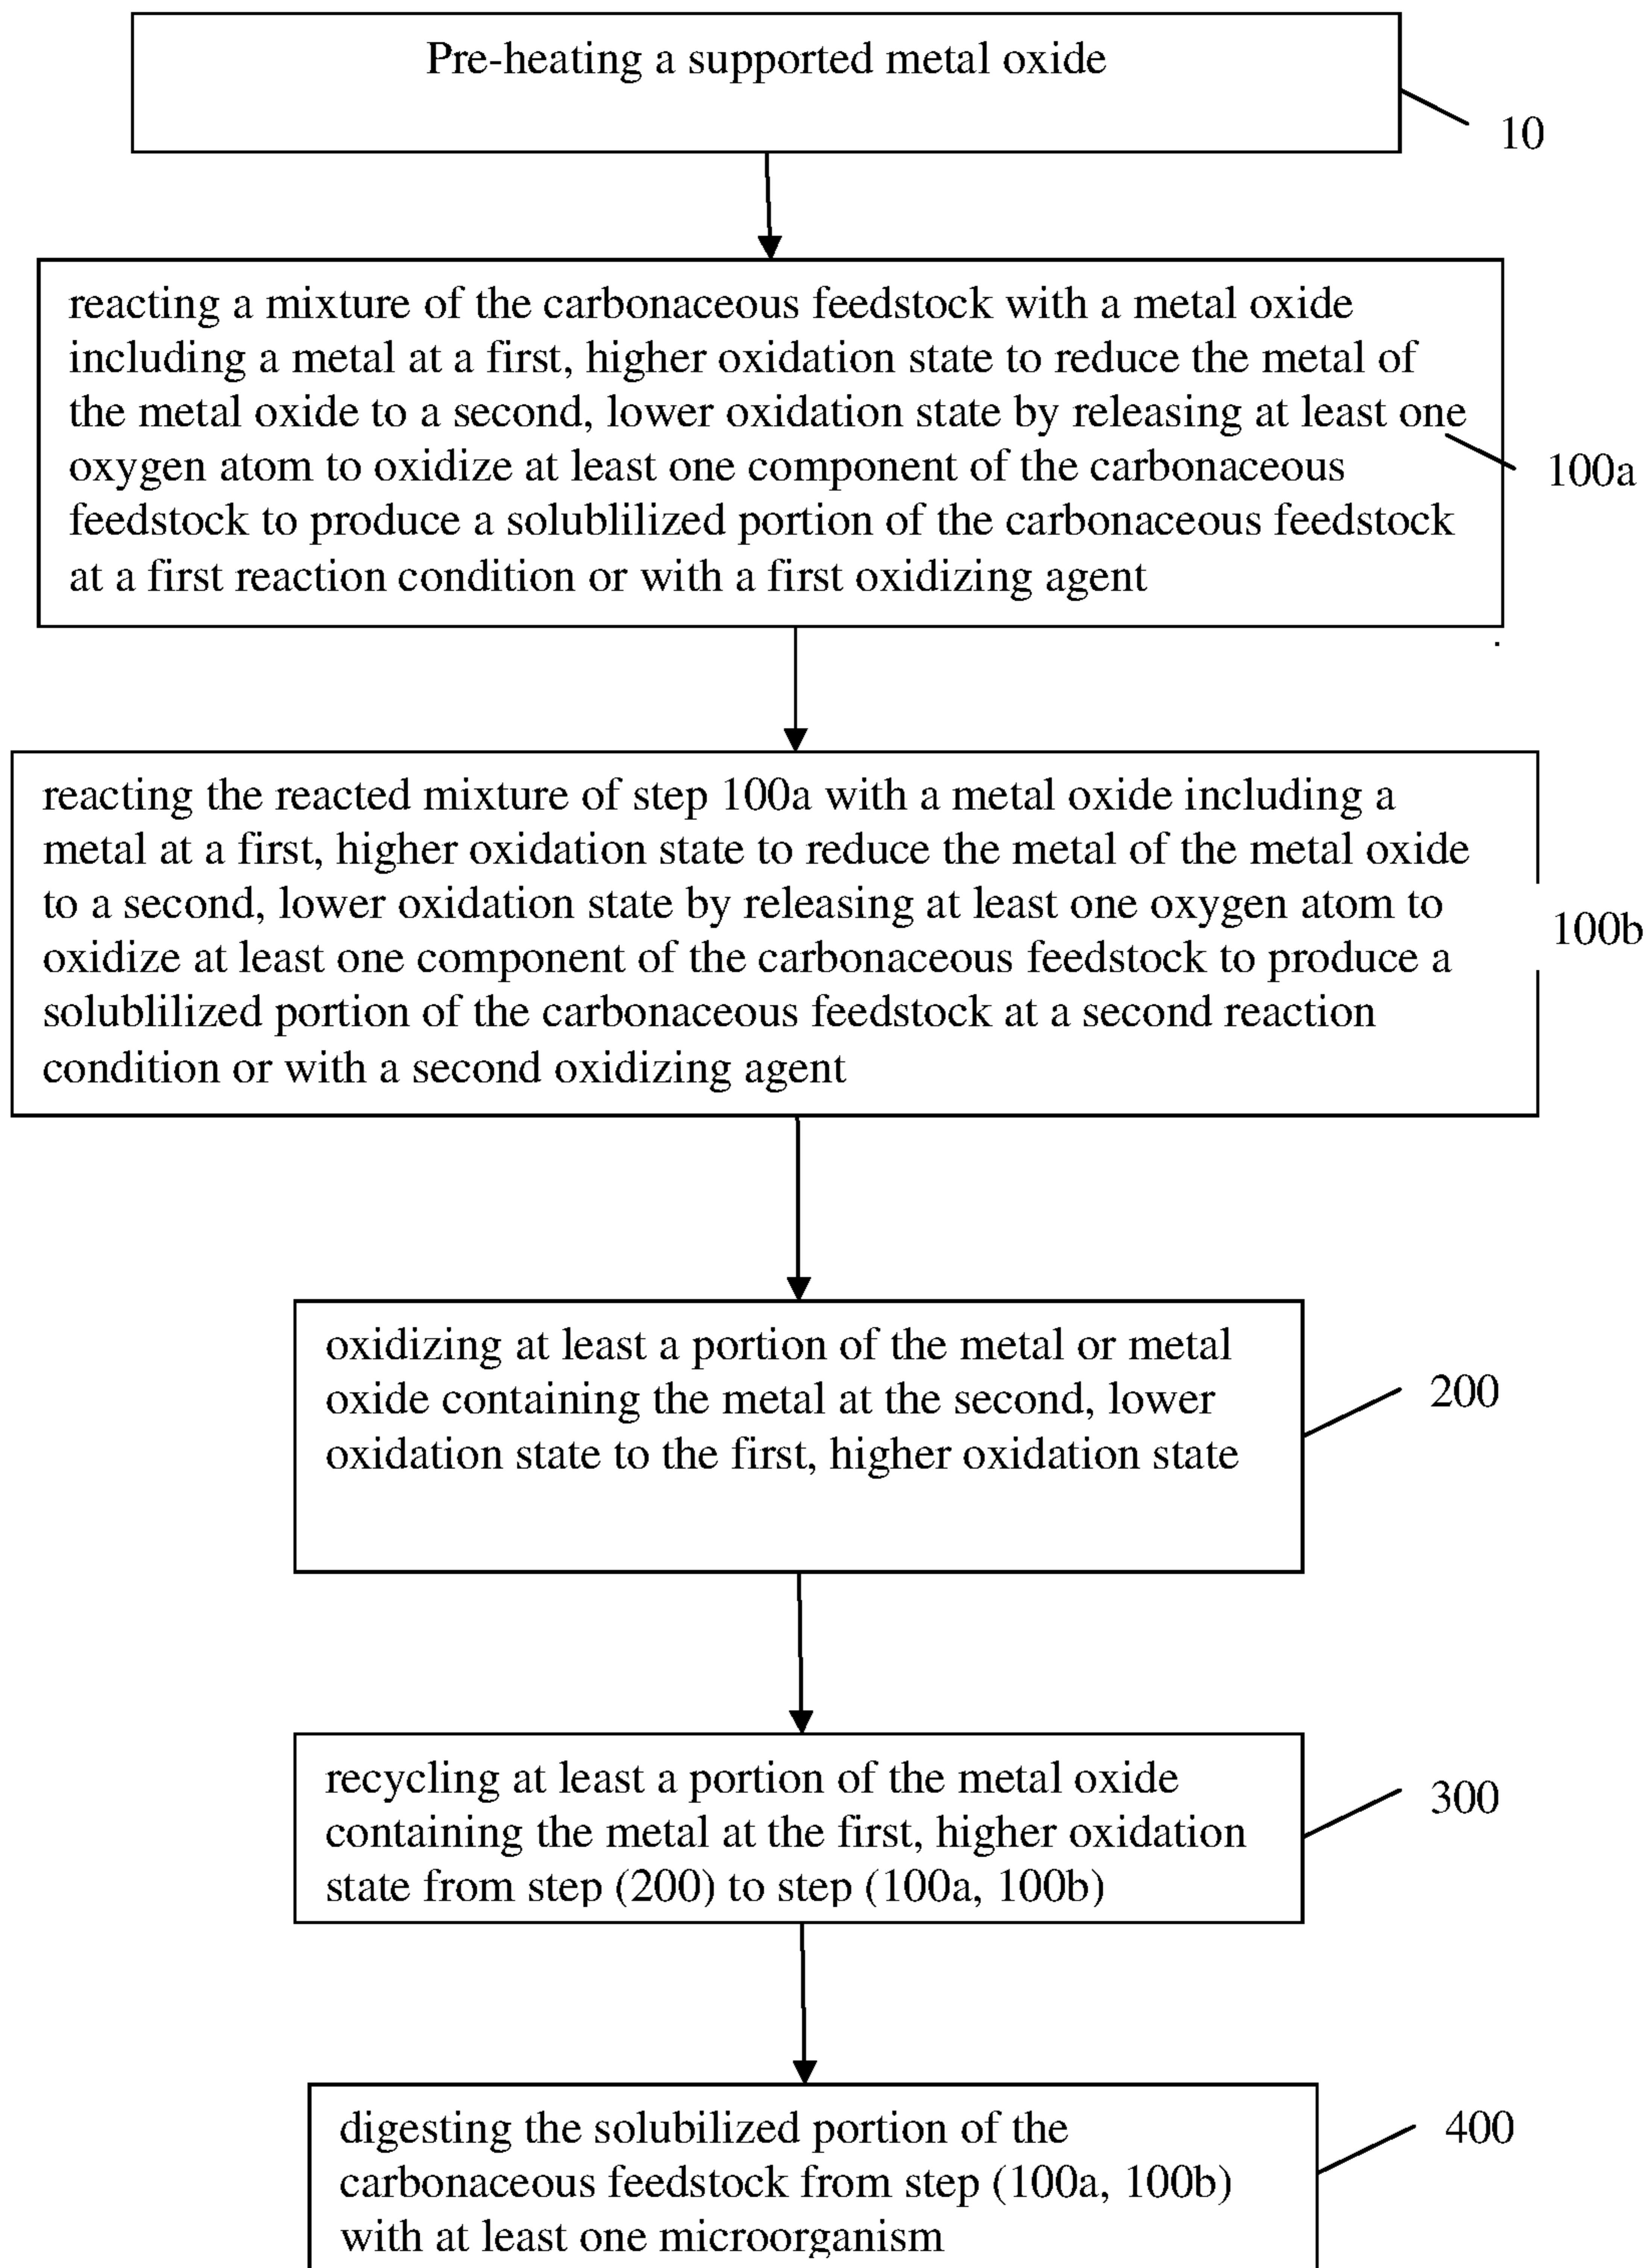 Pre-heating a supported metal oxide
10
reacting a mixture of the carbonaceous feedstock with a metal oxide
including a metal at a first, higher oxidation state to reduce the metal of
the metal oxide to a second, lower oxidation state by releasing at least one
oxygen atom to oxidize at least one component of the carbonaceous
feedstock to produce a solublilized portion of the carbonaceous feedstock
at a first reaction condition or with a first oxidizing agent
100a
reacting the reacted mixture of step 100a with a metal oxide including a
metal at a first, higher oxidation state to reduce the metal of the metal oxide
to a second, lower oxidation state by releasing at least one oxygen atom to
oxidize at least one component of the carbonaceous feedstock to produce a
solublilized portion of the carbonaceous feedstock at a second reaction
condition or with a second oxidizing agent
100b
oxidizing at least a portion of the metal or metal
oxide containing the metal at the second, lower
oxidation state to the first, higher oxidation state
200
recycling at least a portion of the metal oxide
containing the metal at the first, higher oxidation
state from step (200) to step (100a, 100b)
300
digesting the solubilized portion of the
carbonaceous feedstock from step (100a, 100b)
with at least one microorganism
400